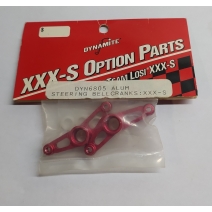 DYNAMITE
XXX-S OPTION PARTS
TEAM LOSI XXX-S
DYN6805 ALUM
STEERING BELLCRANKS:XXX-S